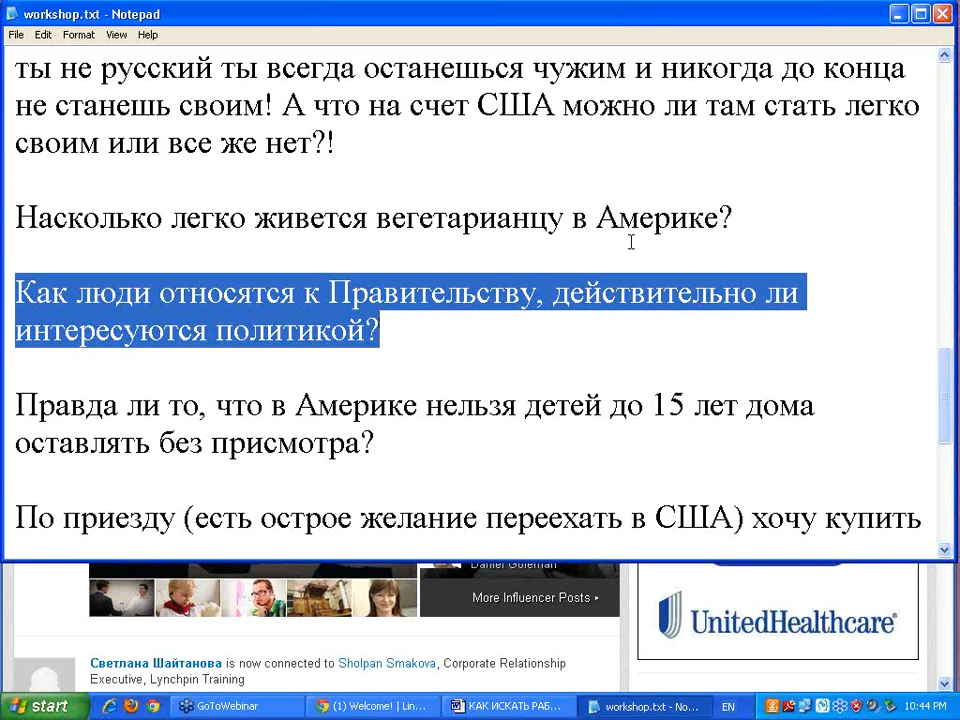 workshop.txt - Notepad
File Edit Format View Help
ты не русский ты всегда останешься чужим и никогда до конца
не станешь своим! А что на счет США можно ли там стать легко
своим или все же нет?!
Насколько легко живется вегетарианцу в Америке?
Как люди относятся к Правительству, действительно ли
интересуются политикой?
Правда ли то, что в Америке нельзя детей до 15 лет дома
оставлять без присмотра?
По приезду (есть острое желание переехать в США) хочу купить
Daniel Goleman
More Influencer Posts ▸
UnitedHealthcare®
Светлана Шайтанова is now connected to Sholpan Smakova, Corporate Relationship
Executive, Lynchpin Training
start GoToWebinar (1) Welcome! | Lin... КАК ИСКАТЬ РАБ... workshop.txt - No... EN 10:44 PM